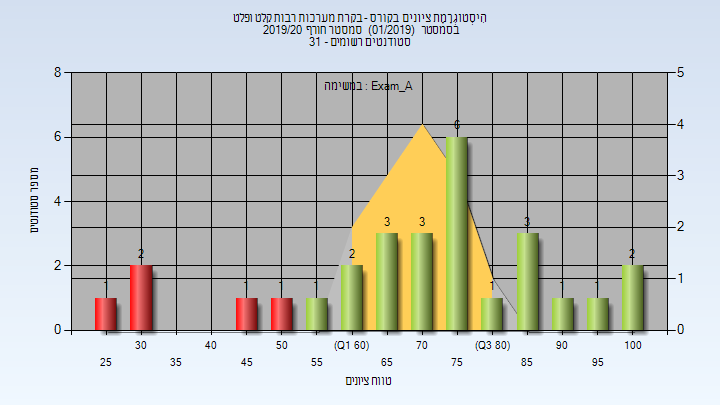 היסטוגרמת ציונים בקורס - בקרת מערכות רבות קלט ופלט
בסמסטר (01/2019) סמסטר חורף 2019/20
סטודנטים רשומים - 31
במשימה : Exam_A
8 5
6 4
4 3
2 2
0 1
0
מספר סטודנטים
1 2 1 1 1 2 3 3 6 1 3 1 1 2
30 40 50 (Q1 60) 70 (Q3 80) 90 100
25 35 45 55 65 75 85 95
טווח ציונים